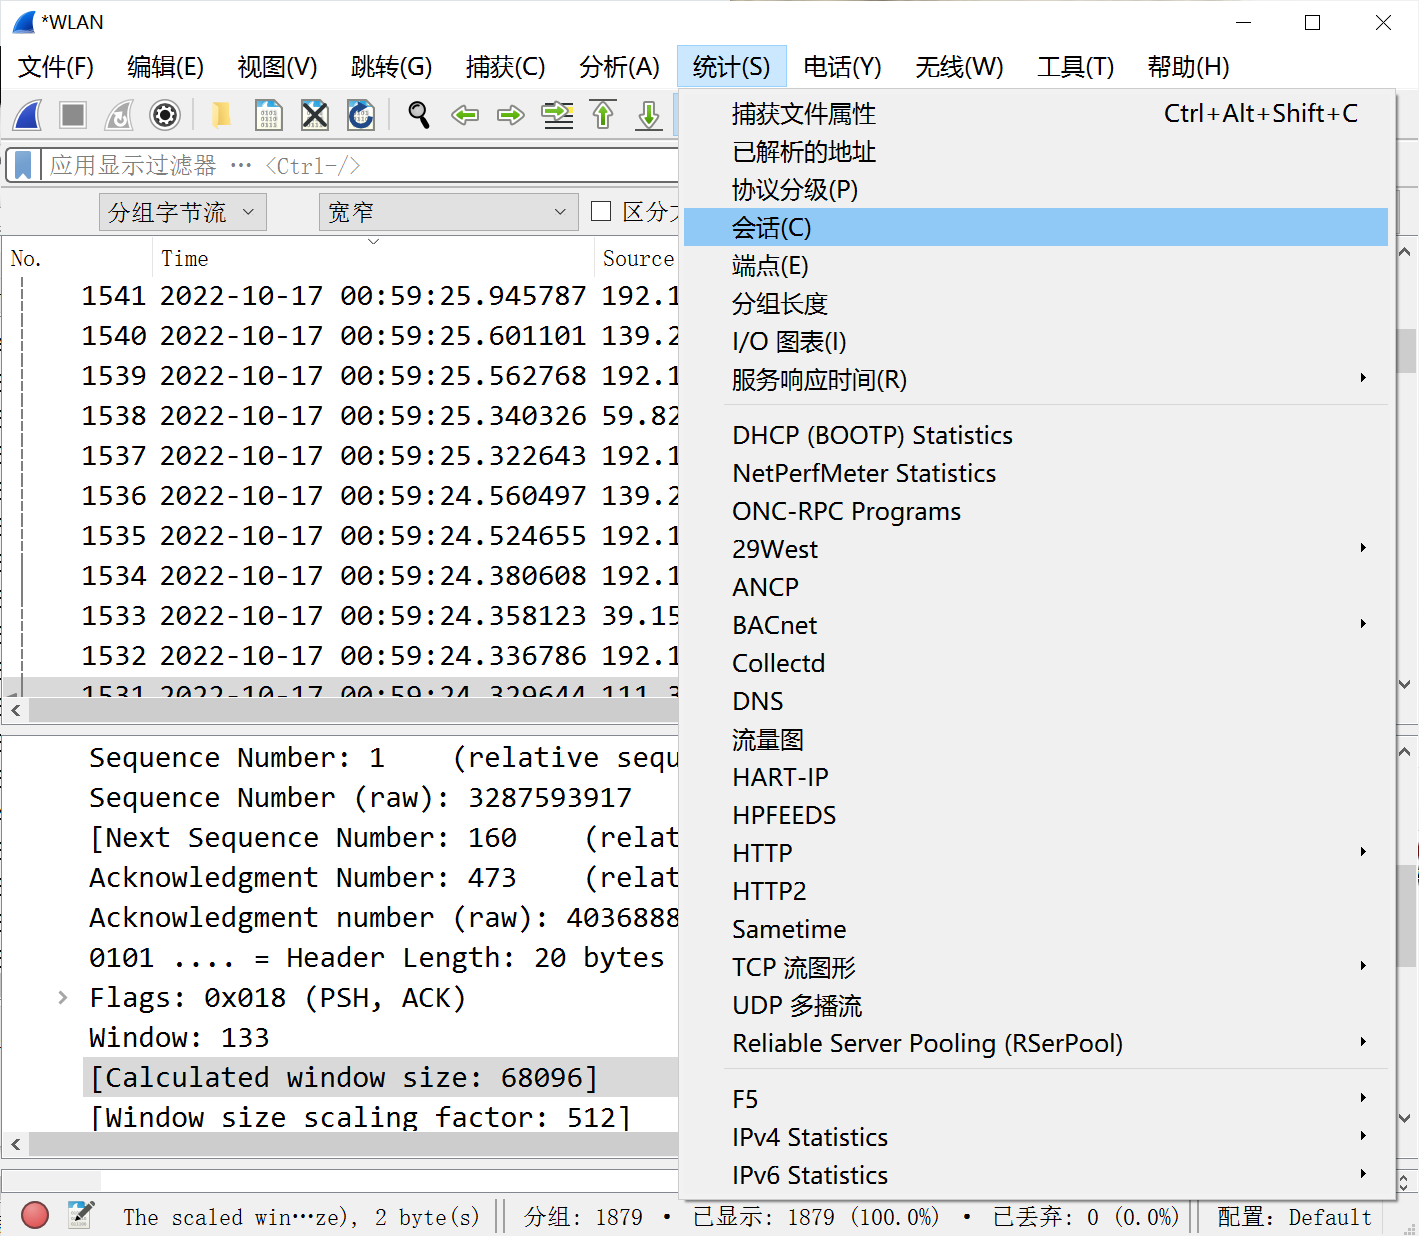 *WLAN
文件(F) 编辑(E) 视图(V) 跳转(G) 捕获(C) 分析(A) 统计(S) 电话(Y) 无线(W) 工具(T) 帮助(H)
应用显示过滤器 … <Ctrl-/>
分组字节流 宽窄 区分
No. Time Source
1541 2022-10-17 00:59:25.945787 192.1
1540 2022-10-17 00:59:25.601101 139.2
1539 2022-10-17 00:59:25.562768 192.1
1538 2022-10-17 00:59:25.340326 59.82
1537 2022-10-17 00:59:25.322643 192.1
1536 2022-10-17 00:59:24.560497 139.2
1535 2022-10-17 00:59:24.524655 192.1
1534 2022-10-17 00:59:24.380608 192.1
1533 2022-10-17 00:59:24.358123 39.15
1532 2022-10-17 00:59:24.336786 192.1
1531 2022-10-17 00:59:24.329644 111.3
Sequence Number: 1 (relative sequ
Sequence Number (raw): 3287593917
[Next Sequence Number: 160 (relat
Acknowledgment Number: 473 (relat
Acknowledgment number (raw): 4036888
0101 .... = Header Length: 20 bytes
Flags: 0x018 (PSH, ACK)
Window: 133
[Calculated window size: 68096]
[Window size scaling factor: 512]
捕获文件属性 Ctrl+Alt+Shift+C
已解析的地址
协议分级(P)
会话(C)
端点(E)
分组长度
I/O 图表(I)
服务响应时间(R)
DHCP (BOOTP) Statistics
NetPerfMeter Statistics
ONC-RPC Programs
29West
ANCP
BACnet
Collectd
DNS
流量图
HART-IP
HPFEEDS
HTTP
HTTP2
Sametime
TCP 流图形
UDP 多播流
Reliable Server Pooling (RSerPool)
F5
IPv4 Statistics
IPv6 Statistics
The scaled win…ze), 2 byte(s) 分组: 1879 · 已显示: 1879 (100.0%) · 已丢弃: 0 (0.0%) 配置: Default